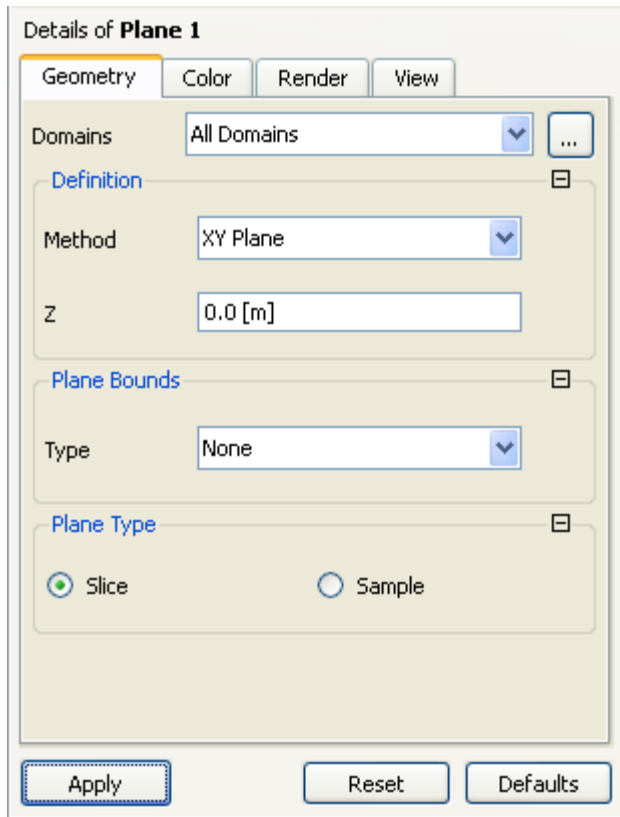 Details of Plane 1
Geometry Color Render View
Domains All Domains ...
Definition
Method XY Plane
Z 0.0 [m]
Plane Bounds
Type None
Plane Type
Slice Sample
Apply Reset Defaults